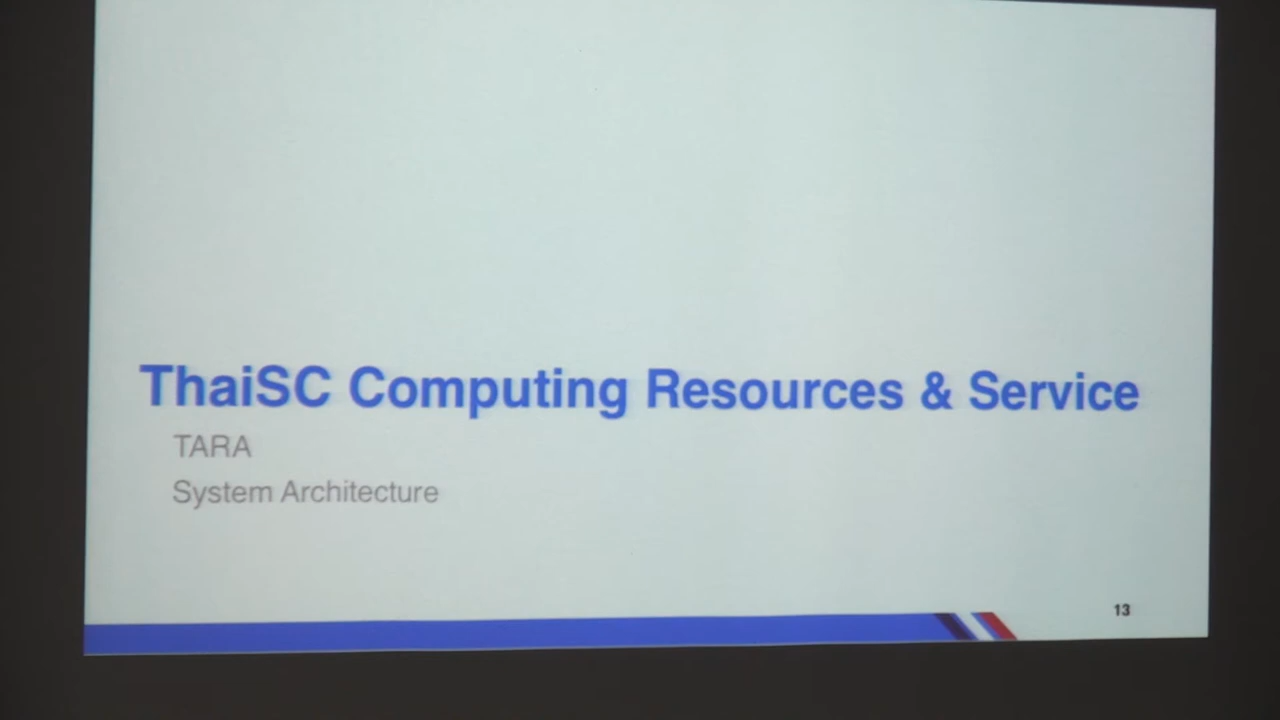 ThaiSC Computing Resources & Service
TARA
System Architecture
13